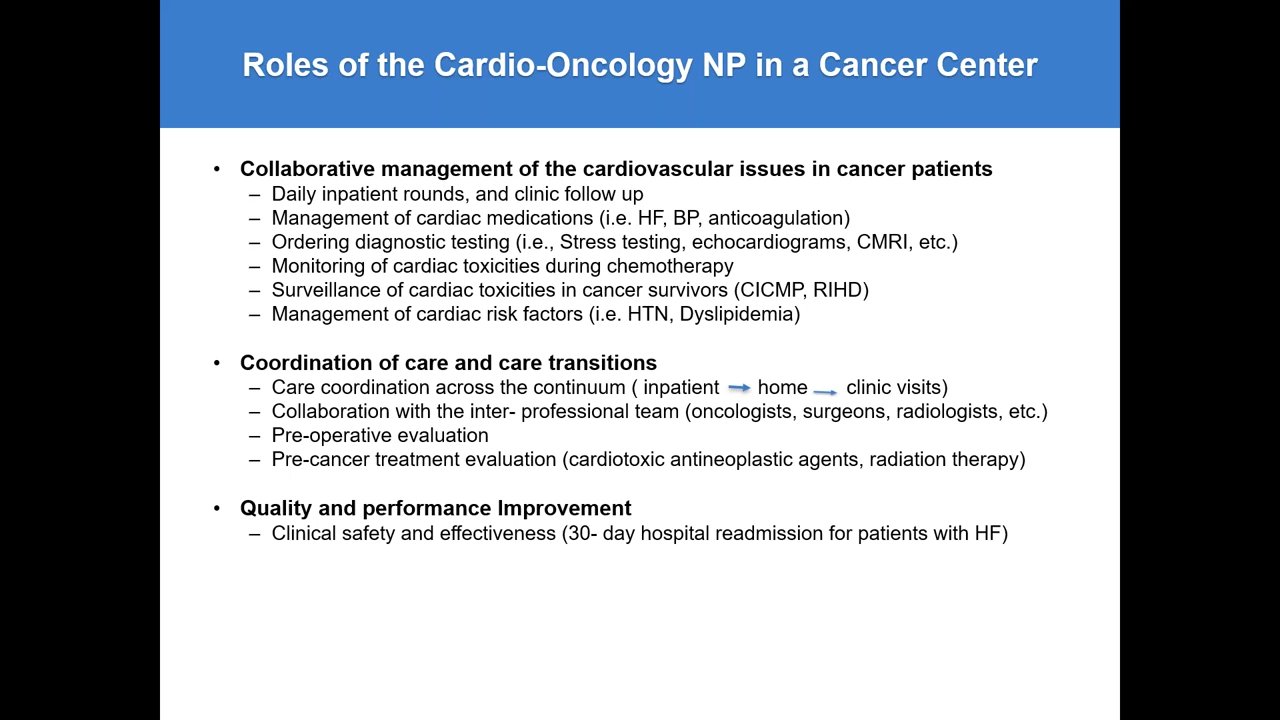 Roles of the Cardio-Oncology NP in a Cancer Center
• Collaborative management of the cardiovascular issues in cancer patients
– Daily inpatient rounds, and clinic follow up
– Management of cardiac medications (i.e. HF, BP, anticoagulation)
– Ordering diagnostic testing (i.e., Stress testing, echocardiograms, CMRI, etc.)
– Monitoring of cardiac toxicities during chemotherapy
– Surveillance of cardiac toxicities in cancer survivors (CICMP, RIHD)
– Management of cardiac risk factors (i.e. HTN, Dyslipidemia)
• Coordination of care and care transitions
– Care coordination across the continuum ( inpatient → home → clinic visits)
– Collaboration with the inter- professional team (oncologists, surgeons, radiologists, etc.)
– Pre-operative evaluation
– Pre-cancer treatment evaluation (cardiotoxic antineoplastic agents, radiation therapy)
• Quality and performance Improvement
– Clinical safety and effectiveness (30- day hospital readmission for patients with HF)